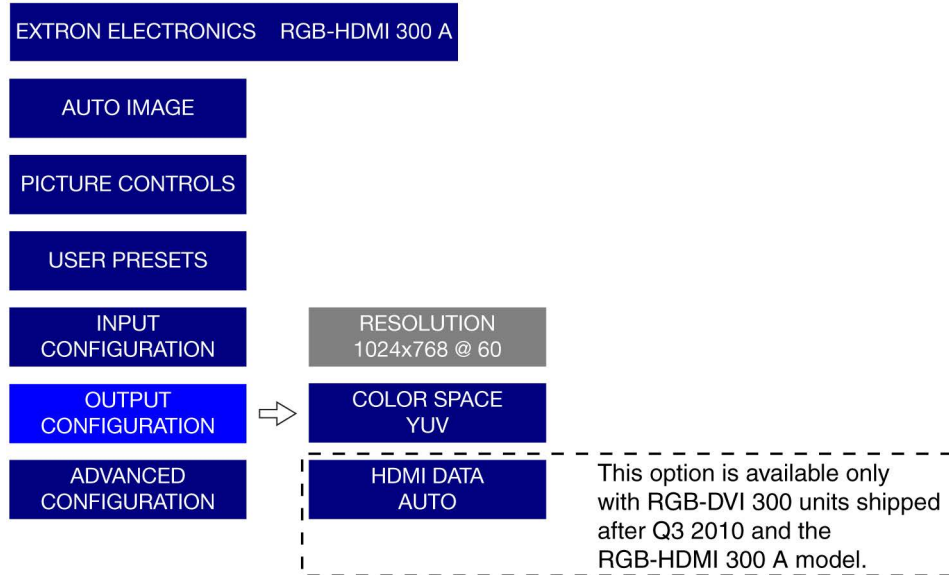 EXTRON ELECTRONICS RGB-HDMI 300 A
AUTO IMAGE
PICTURE CONTROLS
USER PRESETS
INPUT
CONFIGURATION
RESOLUTION
1024x768 @ 60
OUTPUT
CONFIGURATION
COLOR SPACE
YUV
ADVANCED
CONFIGURATION
HDMI DATA
AUTO
This option is available only
with RGB-DVI 300 units shipped
after Q3 2010 and the
RGB-HDMI 300 A model.